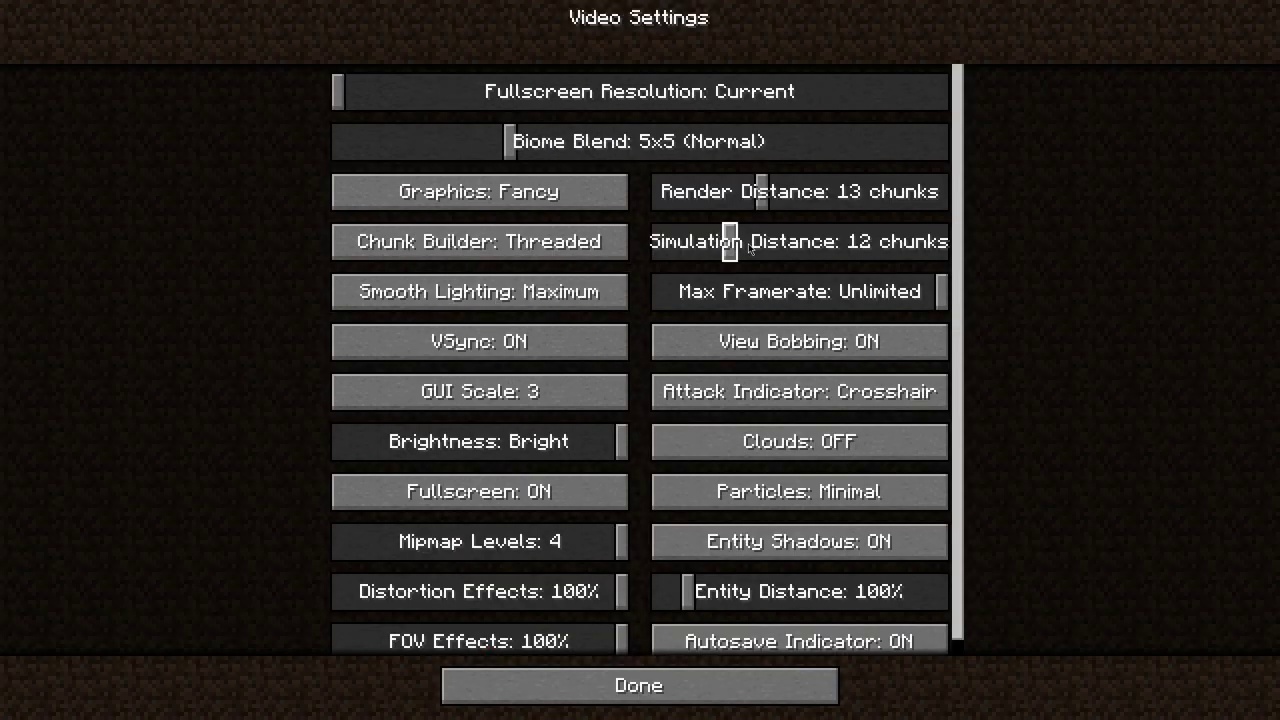 Video Settings
Fullscreen Resolution: Current
Biome Blend: 5x5 (Normal)
Graphics: Fancy
Render Distance: 13 chunks
Chunk Builder: Threaded
Simulation Distance: 12 chunks
Smooth Lighting: Maximum
Max Framerate: Unlimited
VSync: ON
View Bobbing: ON
GUI Scale: 3
Attack Indicator: Crosshair
Brightness: Bright
Clouds: OFF
Fullscreen: ON
Particles: Minimal
Mipmap Levels: 4
Entity Shadows: ON
Distortion Effects: 100%
Entity Distance: 100%
FOV Effects: 100%
Autosave Indicator: ON
Done